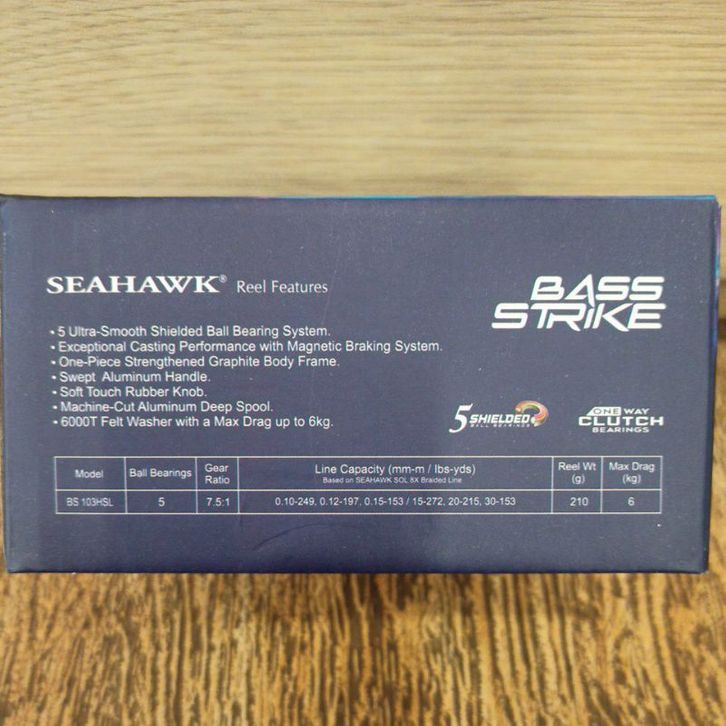 SEAHAWK® Reel Features
BASS
STRIKE
• 5 Ultra-Smooth Shielded Ball Bearing System.
• Exceptional Casting Performance with Magnetic Braking System.
• One-Piece Strengthened Graphite Body Frame.
• Swept Aluminum Handle.
• Soft Touch Rubber Knob.
• Machine-Cut Aluminum Deep Spool.
• 6000T Felt Washer with a Max Drag up to 6kg.
5 SHIELDED
BALL BEARINGS
ONE WAY
CLUTCH
BEARINGS
Model Ball Bearings Gear Ratio Line Capacity (mm-m / lbs-yds) Reel Wt (g) Max Drag (kg)
Based on SEAHAWK SOL 8X Braided Line
BS 103HSL 5 7.5:1 0.10-249, 0.12-197, 0.15-153 / 15-272, 20-215, 30-153 210 6